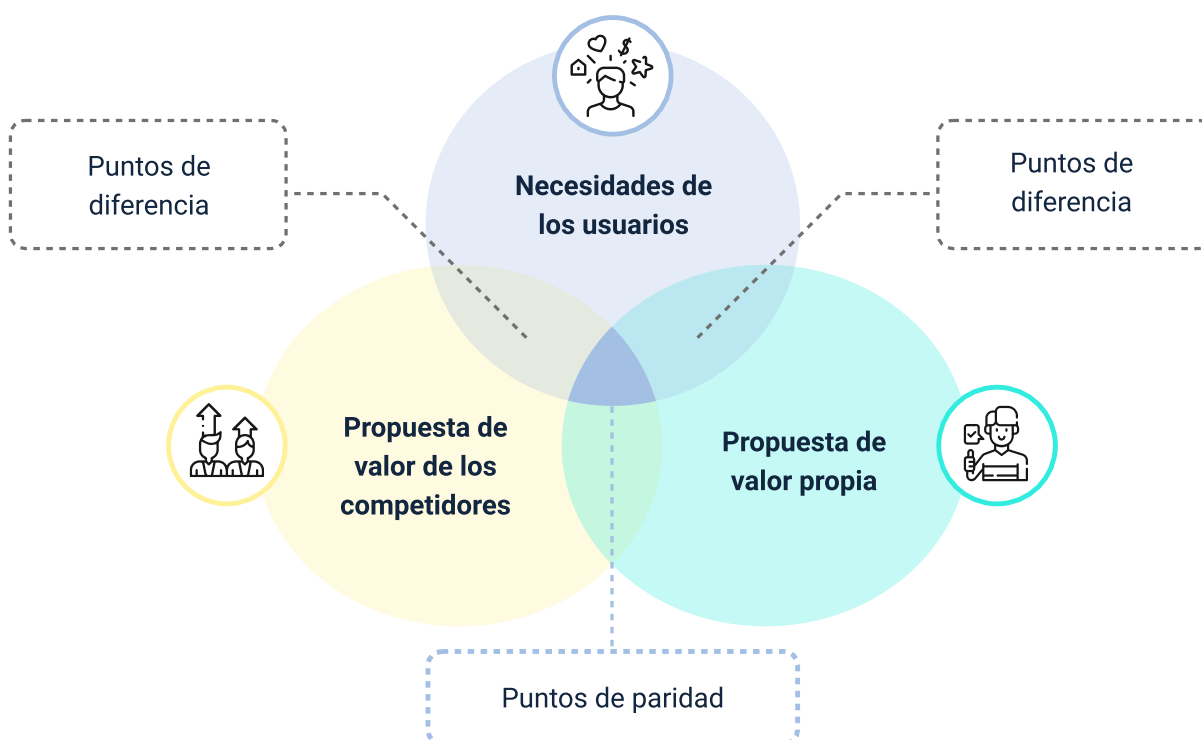 Puntos de
diferencia
Puntos de
diferencia
Necesidades de
los usuarios
Propuesta de
valor de los
competidores
Propuesta de
valor propia
Puntos de paridad